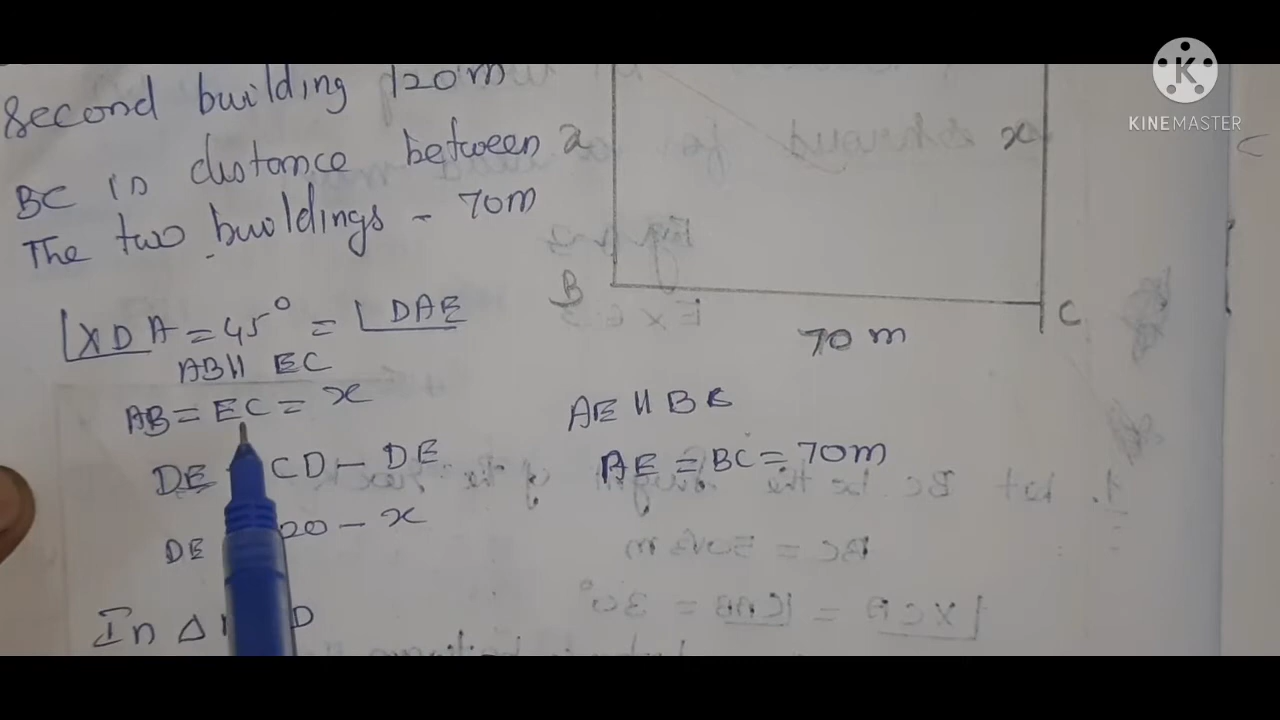 Second building 120m
BC is distance between
The two buildings - 70m
∠XDA = 45° = ∠DAE
AB || EC
AB = EC = x
DE CD - DE
DE 20 - x
In Δ D
x
x
B
C
70 m
AE || BC
AE = BC = 70m
KINEMASTER